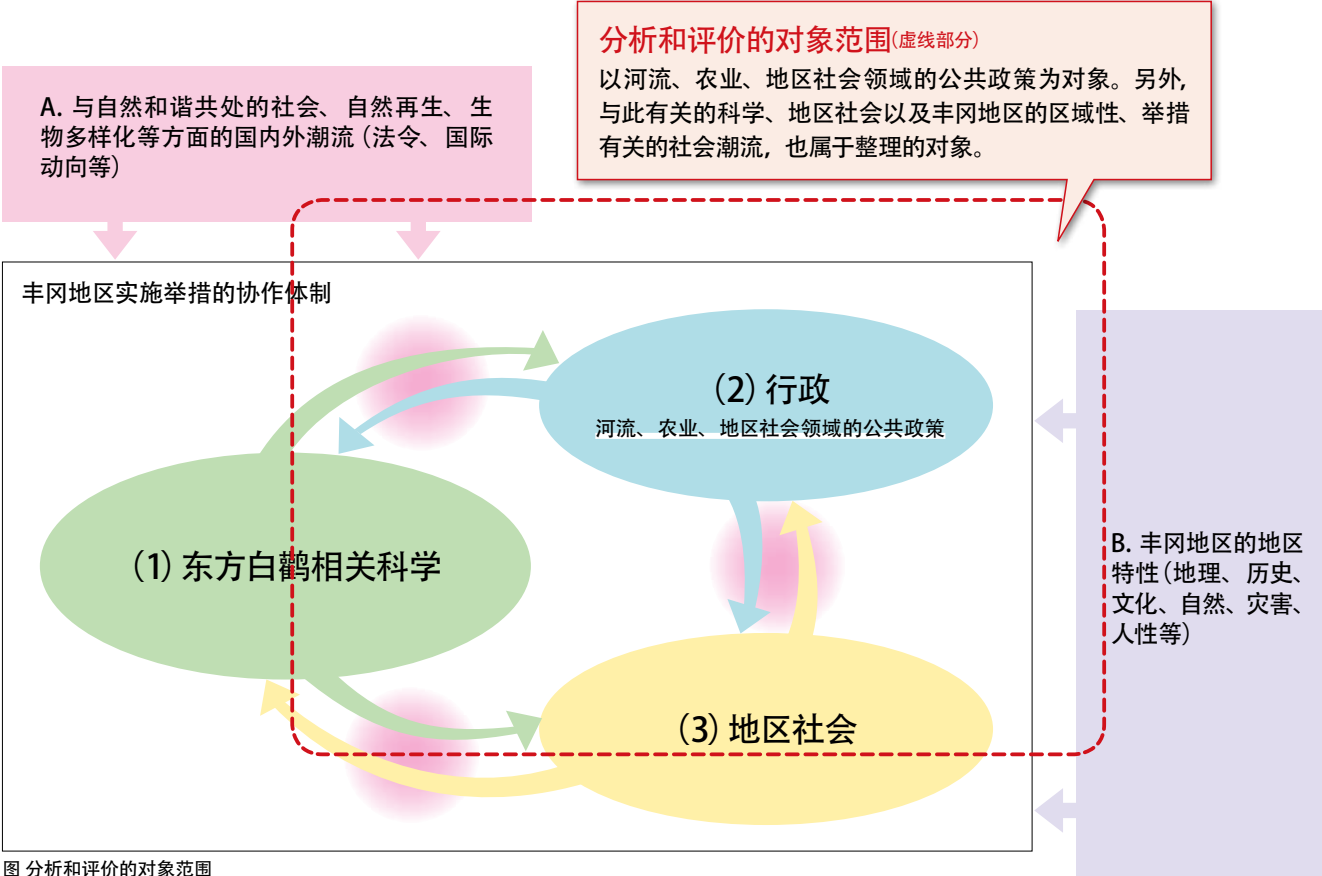 分析和评价的对象范围(虚线部分)
以河流、农业、地区社会领域的公共政策为对象。另外,
与此有关的科学、地区社会以及丰冈地区的区域性、举措
有关的社会潮流，也属于整理的对象。
A. 与自然和谐共处的社会、自然再生、生
物多样化等方面的国内外潮流（法令、国际
动向等）
丰冈地区实施举措的协作体制
（2）行政
河流、农业、地区社会领域的公共政策
（1）东方白鹳相关科学
B. 丰冈地区的地区
特性（地理、历史、
文化、自然、灾害、
人性等）
（3）地区社会
图 分析和评价的对象范围